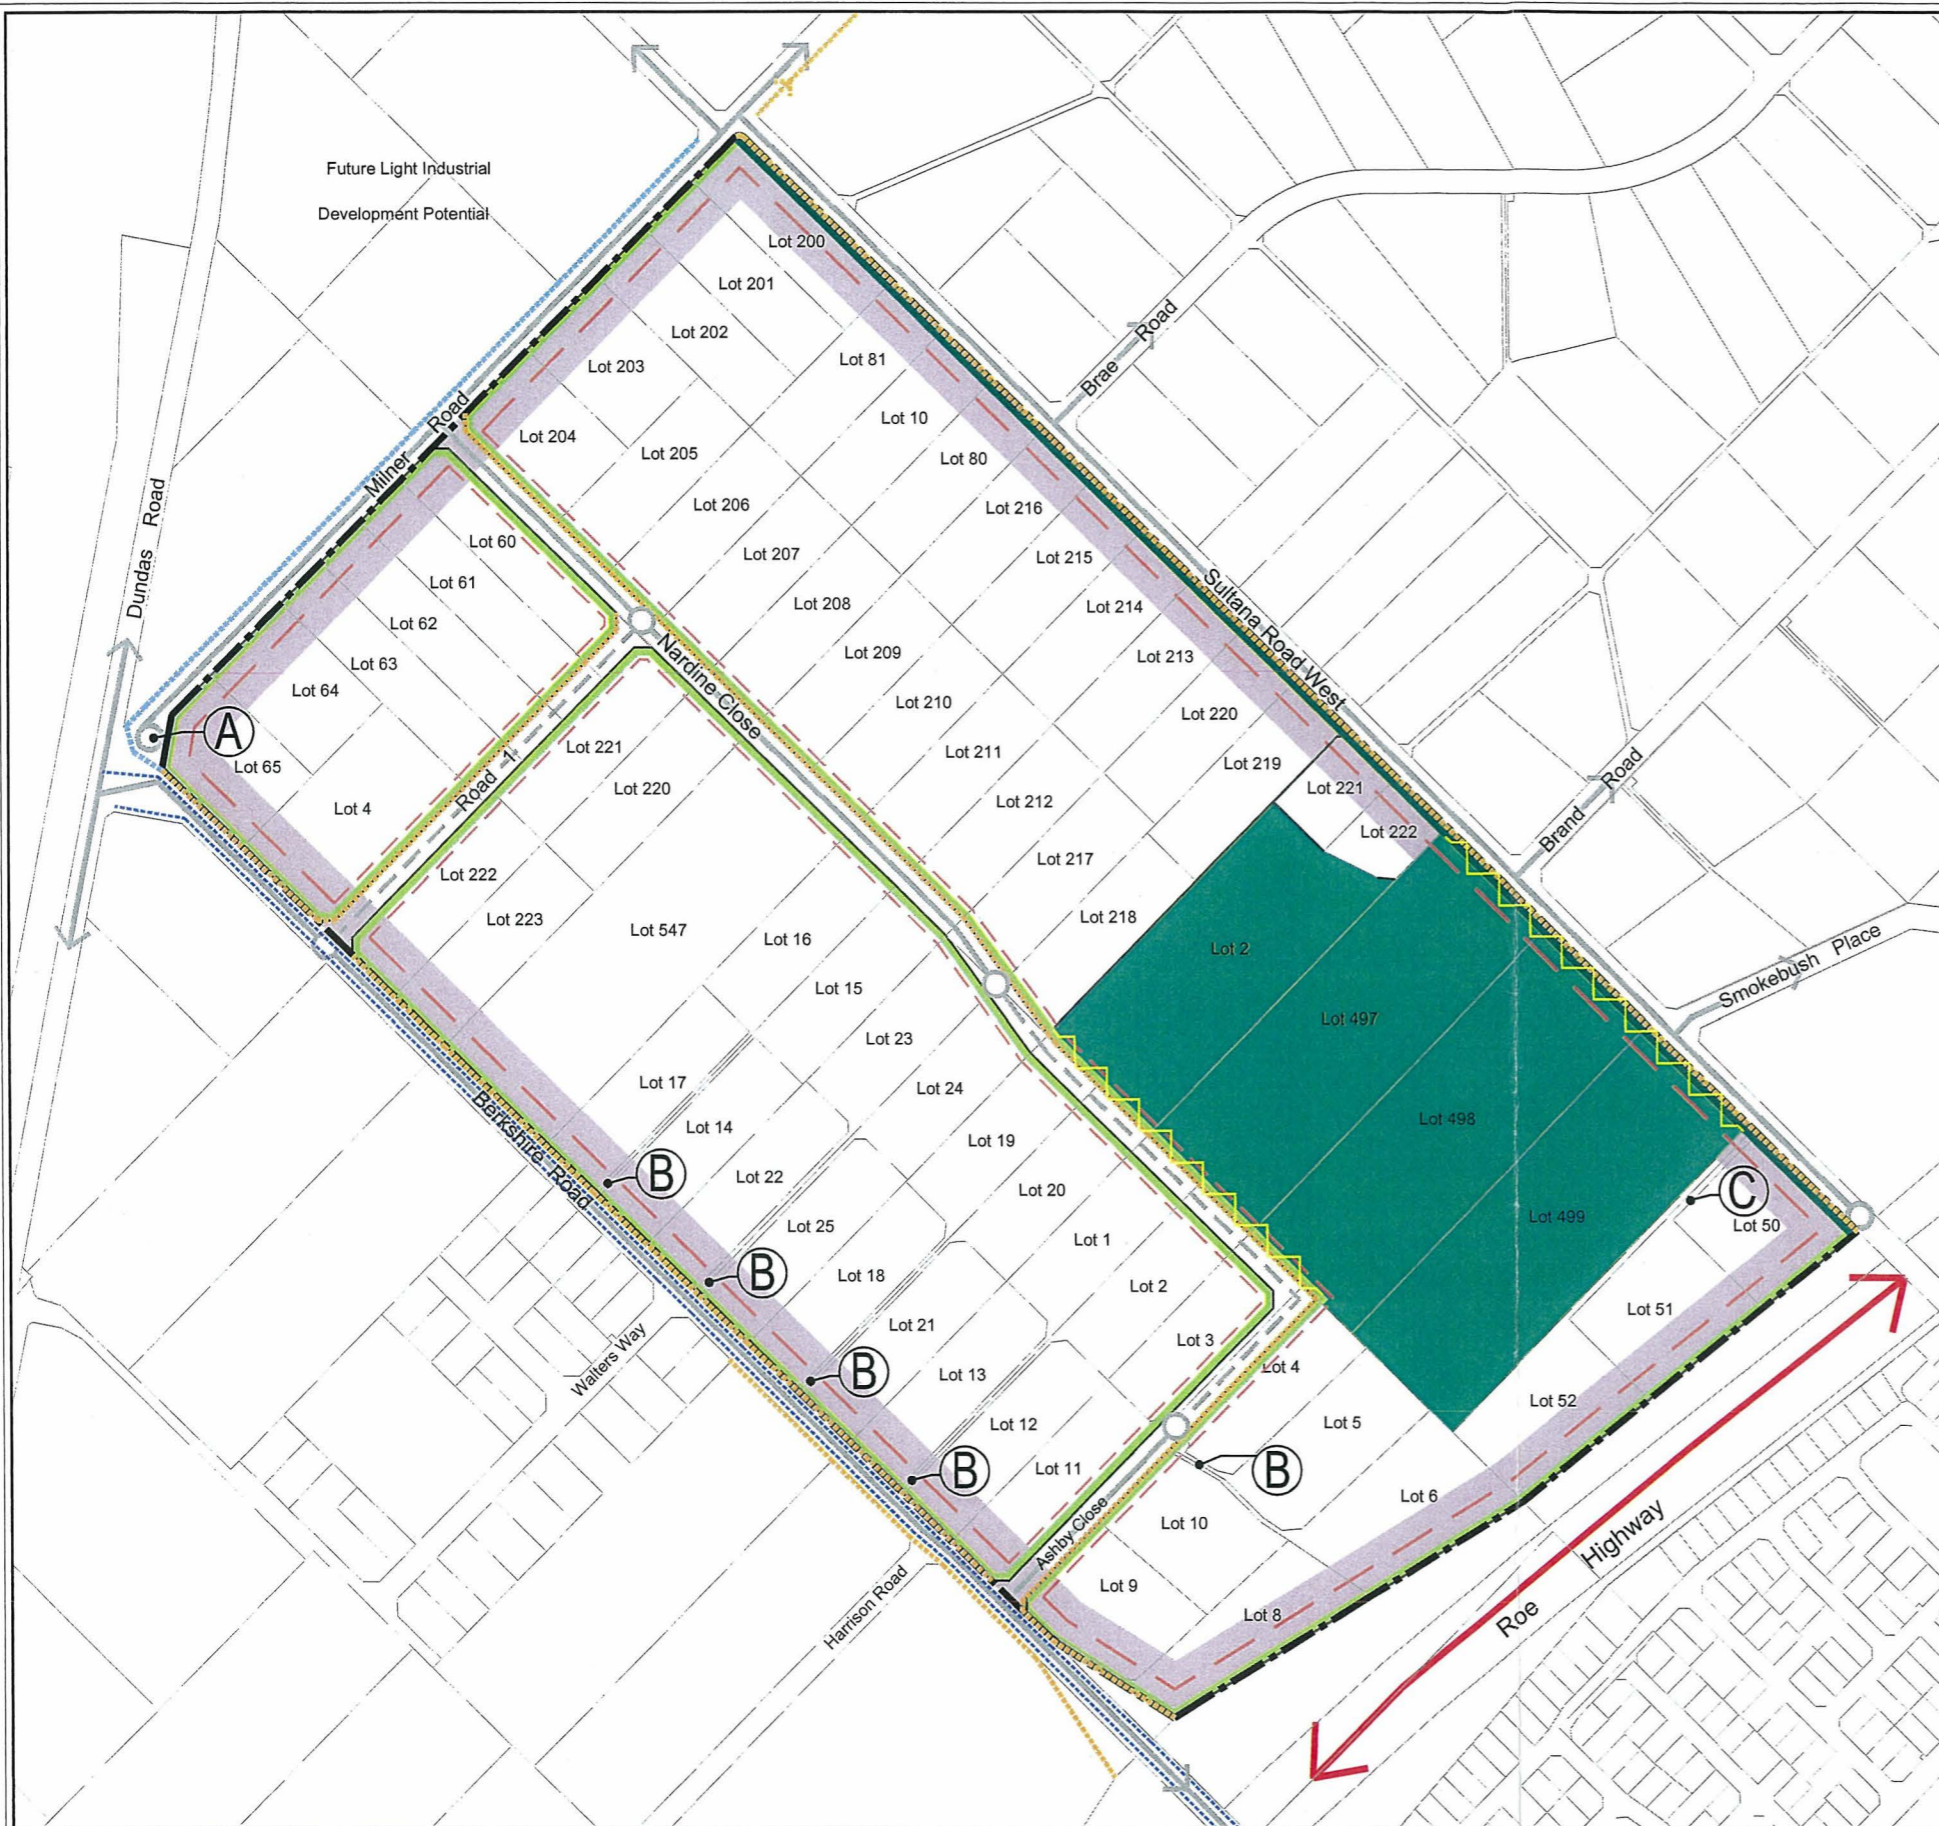 Future Light Industrial
Development Potential
Lot 200
Lot 201
Lot 202
Lot 203
Lot 204
Lot 81
Lot 10
Lot 205
Lot 80
Lot 206
Lot 216
Lot 207
Lot 215
Lot 208
Lot 214
Lot 209
Lot 213
Lot 210
Lot 220
Lot 211
Lot 219
Lot 212
Lot 221
Lot 222
Lot 217
Lot 218
Brae Road
Milner Road
Dundas Road
Sultana Road West
Nardine Close
Brand Road
Smokebush Place
Lot 60
Lot 61
Lot 62
Lot 63
Lot 64
A
Lot 65
Lot 4
Road 1
Lot 221
Lot 220
Lot 222
Lot 223
Lot 547
Lot 16
Lot 15
Lot 23
Lot 24
Lot 17
Lot 14
Lot 19
Lot 22
Lot 20
Lot 25
Lot 1
Lot 18
Lot 2
Lot 21
Lot 3
Lot 13
Lot 12
Lot 11
Lot 2
Lot 497
Lot 498
Lot 499
C
Lot 50
Lot 51
Lot 52
Lot 4
Lot 5
Lot 6
B
B
B
B
B
Lot 10
Lot 9
Lot 8
Berkshire Road
Walters Way
Harrison Road
Ashby Close
Roe Highway